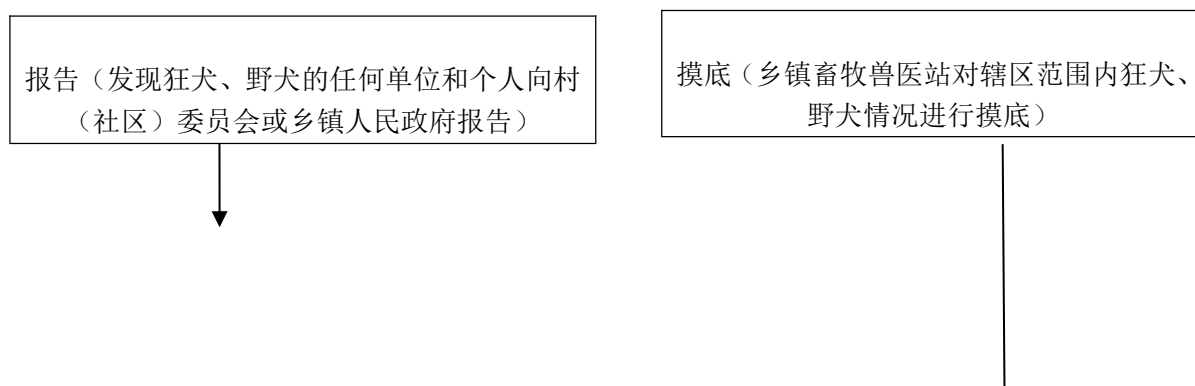 报告（发现狂犬、野犬的任何单位和个人向村
（社区）委员会或乡镇人民政府报告）
摸底（乡镇畜牧兽医站对辖区范围内狂犬、
野犬情况进行摸底）